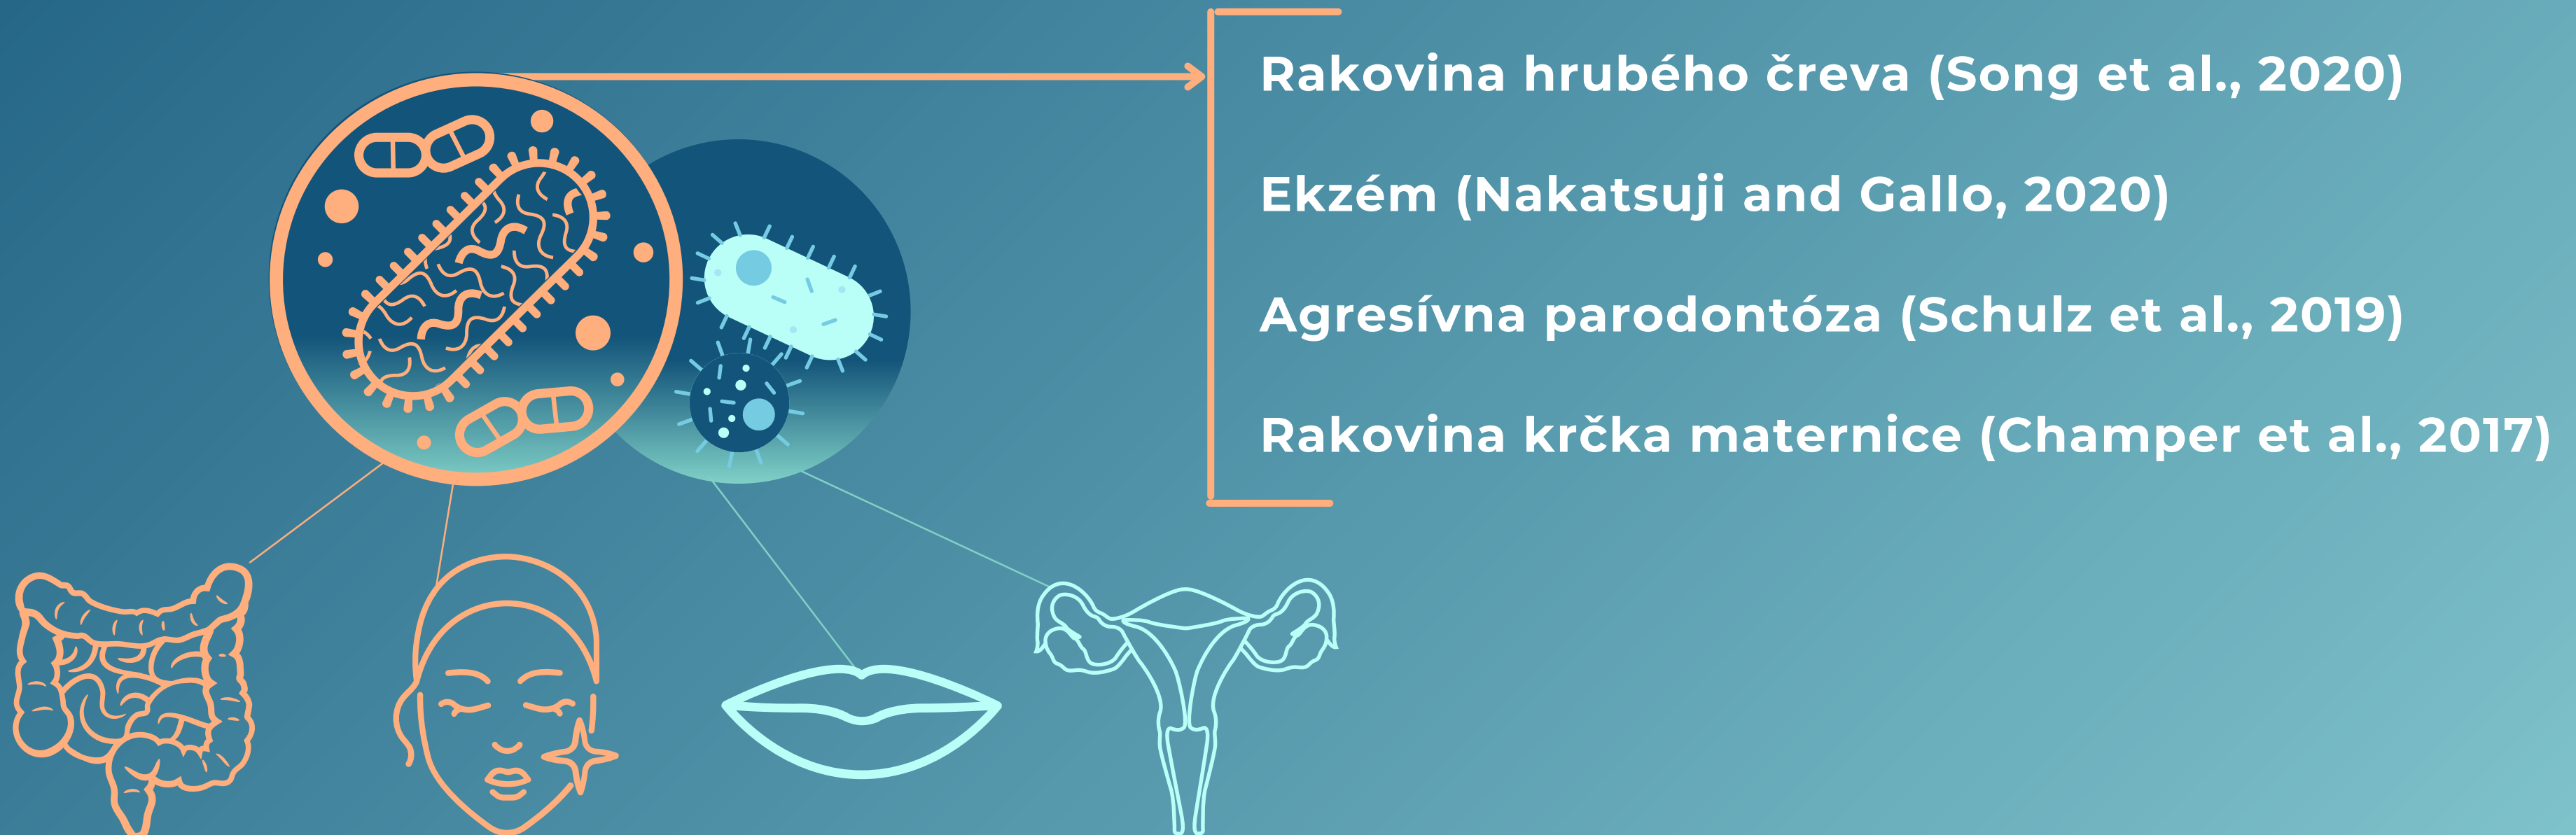 Rakovina hrubého čreva (Song et al., 2020)
Ekzém (Nakatsuji and Gallo, 2020)
Agresívna parodontóza (Schulz et al., 2019)
Rakovina krčka maternice (Champer et al., 2017)